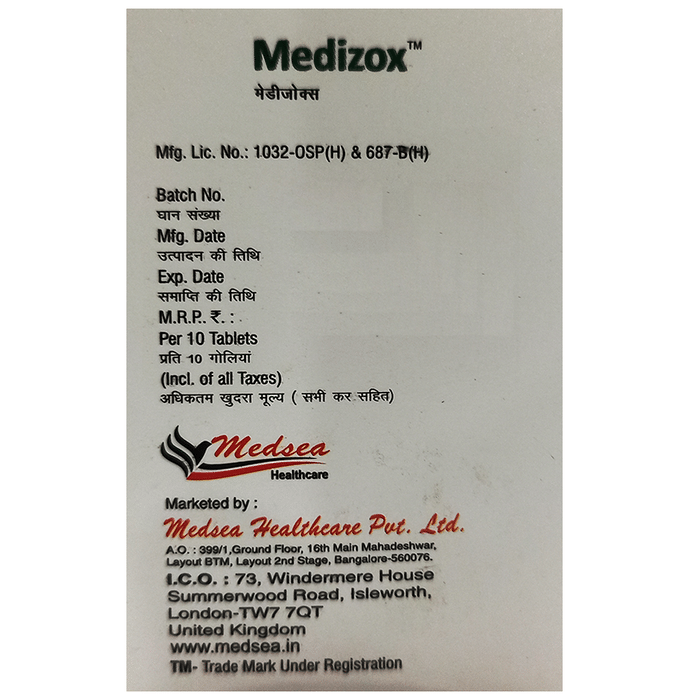 Medizox™
मेडीजोक्स
Mfg. Lic. No.: 1032-OSP(H) & 687-B(H)
Batch No.
घान संख्या
Mfg. Date
उत्पादन की तिथि
Exp. Date
समाप्ति की तिथि
M.R.P.. ₹. :
Per 10 Tablets
प्रति 10 गोलियां
(Incl. of all Taxes)
अधिकतम खुदरा मूल्य ( सभी कर सहित)
Medsea
Healthcare
Marketed by :
Medsea Healthcare Pvt. Ltd.
A.O. : 399/1,Ground Floor, 16th Main Mahadeshwar,
Layout BTM, Layout 2nd Stage, Bangalore-560076.
I.C.O. : 73, Windermere House
Summerwood Road, Isleworth,
London-TW7 7QT
United Kingdom
www.medsea.in
TM- Trade Mark Under Registration